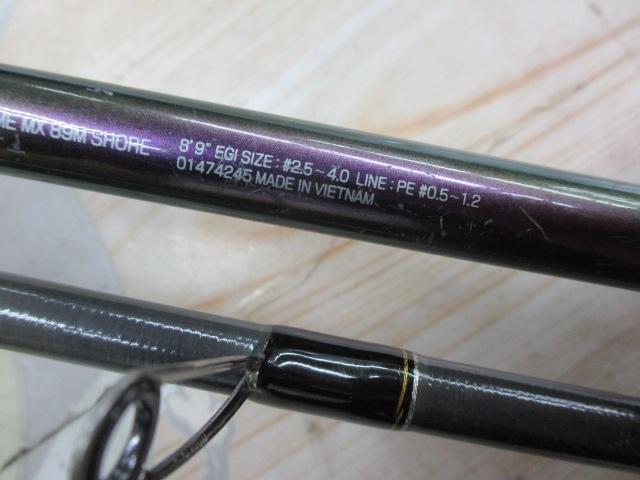 ME MX 89M SHORE 8'9" EGI SIZE : #2.5~4.0 LINE : PE #0.5~1.2
01474245 MADE IN VIETNAM